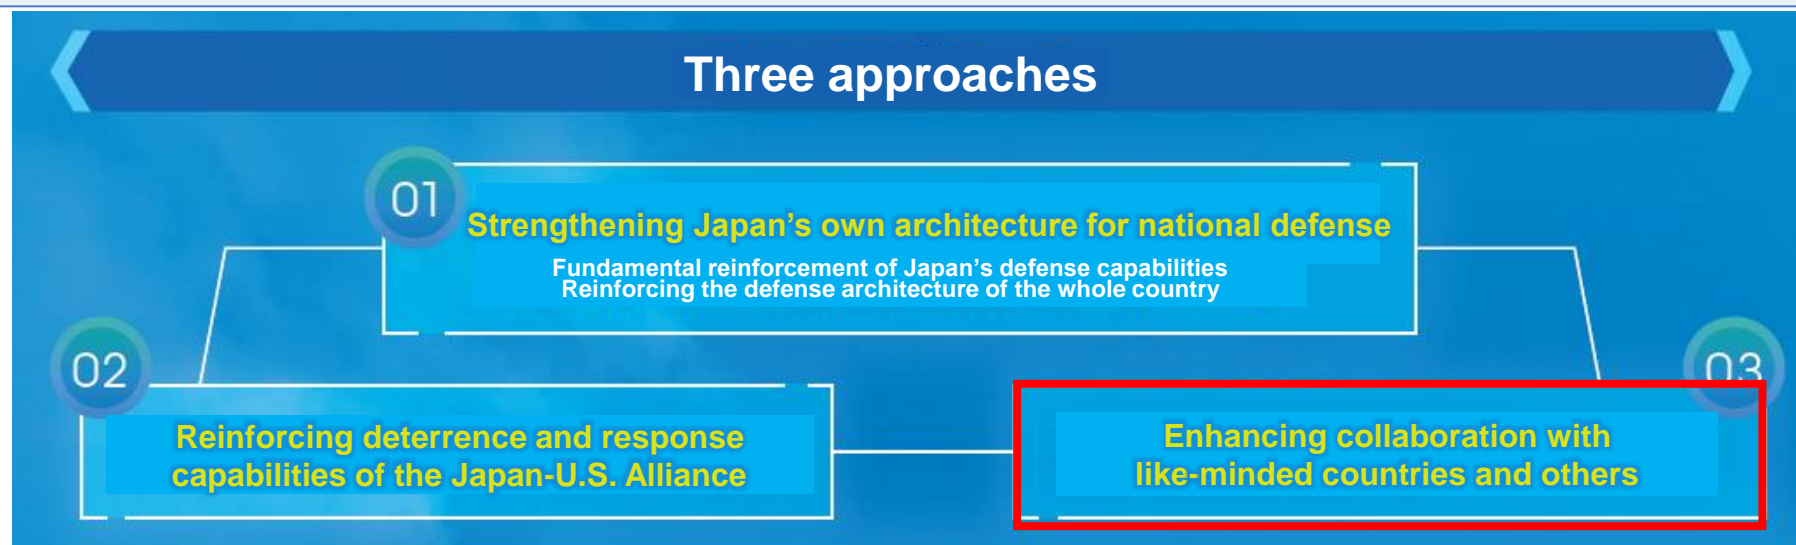 Three approaches
01
Strengthening Japan’s own architecture for national defense
Fundamental reinforcement of Japan’s defense capabilities
Reinforcing the defense architecture of the whole country
02
Reinforcing deterrence and response
capabilities of the Japan-U.S. Alliance
03
Enhancing collaboration with
like-minded countries and others